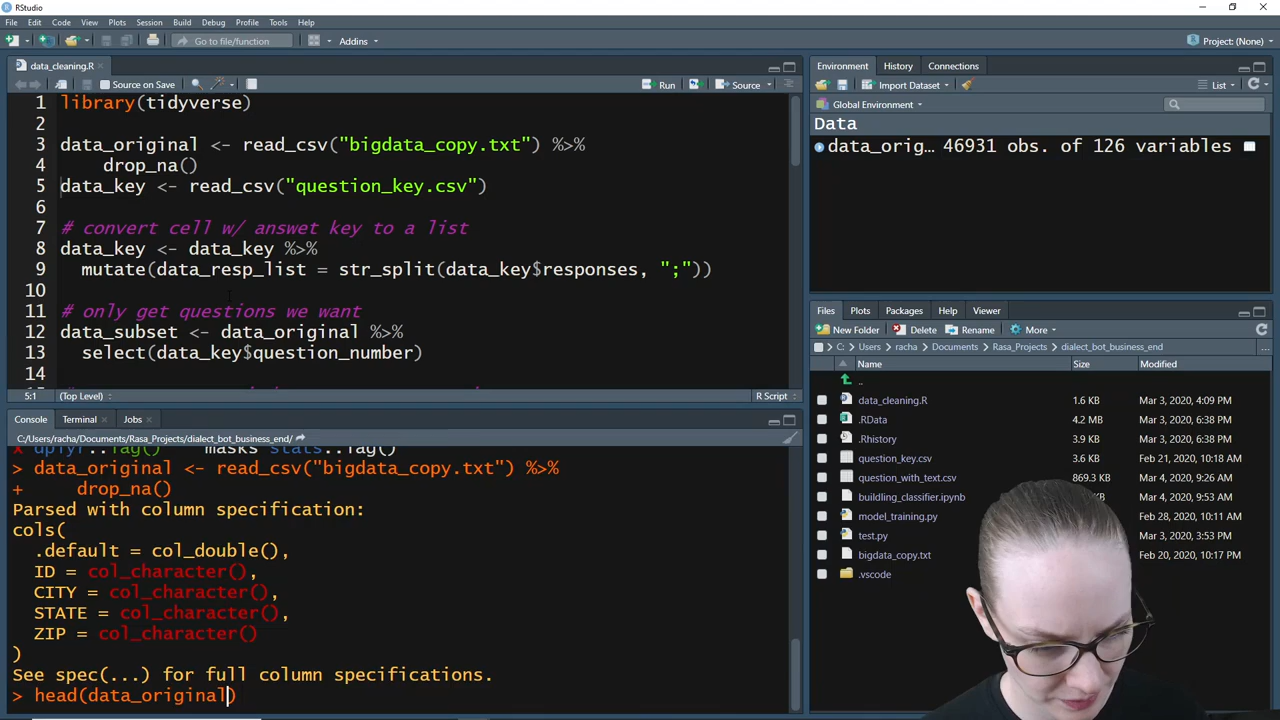 RStudio
File Edit Code View Plots Session Build Debug Profile Tools Help
Go to file/function Addins Project: (None)
data_cleaning.R
Source on Save Run Source
1 library(tidyverse)
2
3 data_original <- read_csv("bigdata_copy.txt") %>%
4 drop_na()
5 data_key <- read_csv("question_key.csv")
6
7 # convert cell w/ answet key to a list
8 data_key <- data_key %>%
9 mutate(data_resp_list = str_split(data_key$responses, ";"))
10
11 # only get questions we want
12 data_subset <- data_original %>%
13 select(data_key$question_number)
14
5:1 (Top Level) R Script
Console Terminal Jobs
C:/Users/racha/Documents/Rasa_Projects/dialect_bot_business_end/
x dplyr::lag() masks stats::lag()
> data_original <- read_csv("bigdata_copy.txt") %>%
+ drop_na()
Parsed with column specification:
cols(
.default = col_double(),
ID = col_character(),
CITY = col_character(),
STATE = col_character(),
ZIP = col_character()
)
See spec(...) for full column specifications.
> head(data_original)
Environment History Connections
Import Dataset List
Global Environment
Data
data_orig… 46931 obs. of 126 variables
Files Plots Packages Help Viewer
New Folder Delete Rename More
C: Users racha Documents Rasa_Projects dialect_bot_business_end
Name Size Modified
..
data_cleaning.R 1.6 KB Mar 3, 2020, 4:09 PM
.RData 4.2 MB Mar 3, 2020, 6:38 PM
.Rhistory 3.9 KB Mar 3, 2020, 6:38 PM
question_key.csv 3.6 KB Feb 21, 2020, 10:18 AM
question_with_text.csv 869.3 KB Mar 4, 2020, 9:26 AM
buildling_classifier.ipynb KB Mar 4, 2020, 9:53 AM
model_training.py Feb 28, 2020, 10:11 AM
test.py Mar 3, 2020, 3:53 PM
bigdata_copy.txt Feb 20, 2020, 10:17 PM
.vscode